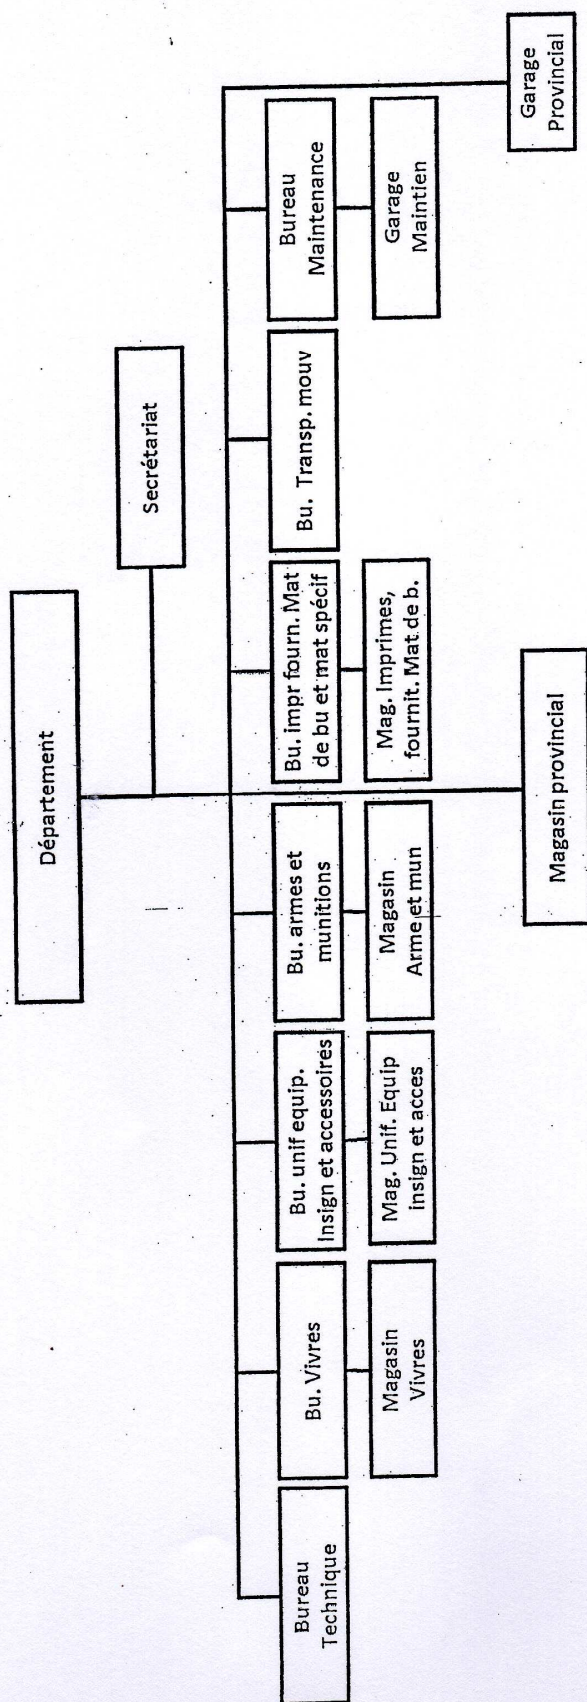 Département
Secrétariat
Bureau
Technique
Bu. Vivres
Bu. unif equip.
Insign et accessoires
Bu. armes et
munitions
Bu. impr fourn. Mat
de bu et mat spécif
Bu. Transp. mouv
Bureau
Maintenance
Magasin
Vivres
Mag. Unif. Equip
insign et acces
Magasin
Arme et mun
Mag. Imprimes,
fournit. Mat de b.
Garage
Maintien
Magasin provincial
Garage
Provincial